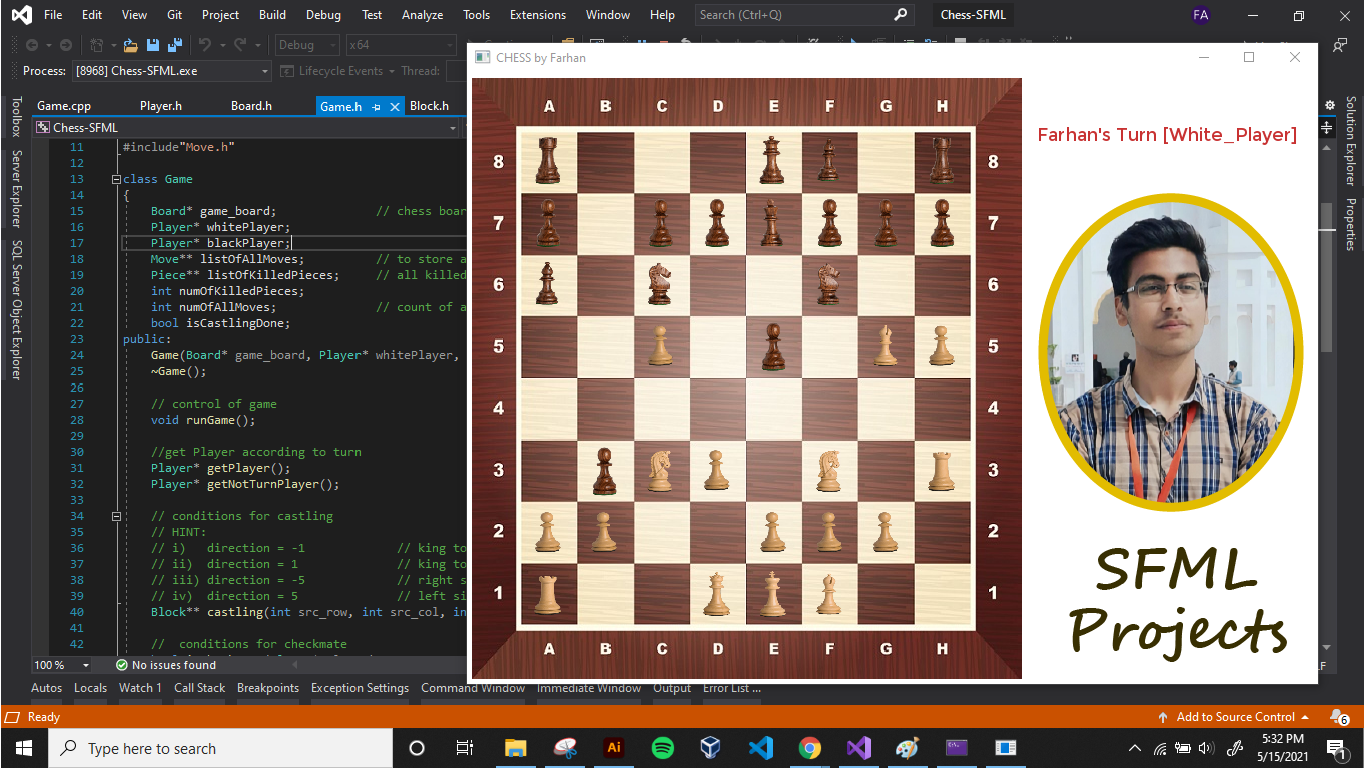 File Edit View Git Project Build Debug Test Analyze Tools Extensions Window Help Search (Ctrl+Q) Chess-SFML FA
Debug x64
Process: [8968] Chess-SFML.exe Lifecycle Events Thread:
CHESS by Farhan
Game.cpp Player.h Board.h Game.h Block.h
Chess-SFML
Toolbox
Server Explorer
SQL Server Object Explorer
11 #include"Move.h"
12
13 class Game
14 {
15 Board* game_board; // chess boar
16 Player* whitePlayer;
17 Player* blackPlayer;
18 Move** listOfAllMoves; // to store a
19 Piece** listOfKilledPieces; // all killed
20 int numOfKilledPieces;
21 int numOfAllMoves; // count of a
22 bool isCastlingDone;
23 public:
24 Game(Board* game_board, Player* whitePlayer,
25 ~Game();
26
27 // control of game
28 void runGame();
29
30 //get Player according to turn
31 Player* getPlayer();
32 Player* getNotTurnPlayer();
33
34 // conditions for castling
35 // HINT:
36 // i) direction = -1 // king to
37 // ii) direction = 1 // king to
38 // iii) direction = -5 // right s
39 // iv) direction = 5 // left si
40 Block** castling(int src_row, int src_col, in
41
42 // conditions for checkmate
A B C D E F G H
8 8
7 7
6 6
5 5
4 4
3 3
2 2
1 1
A B C D E F G H
Farhan's Turn [White_Player]
SFML
Projects
Solution Explorer
Properties
100 % No issues found
Autos Locals Watch 1 Call Stack Breakpoints Exception Settings Command Window Immediate Window Output Error List ...
Ready Add to Source Control 6
Type here to search Ai 5:32 PM
5/15/2021 1